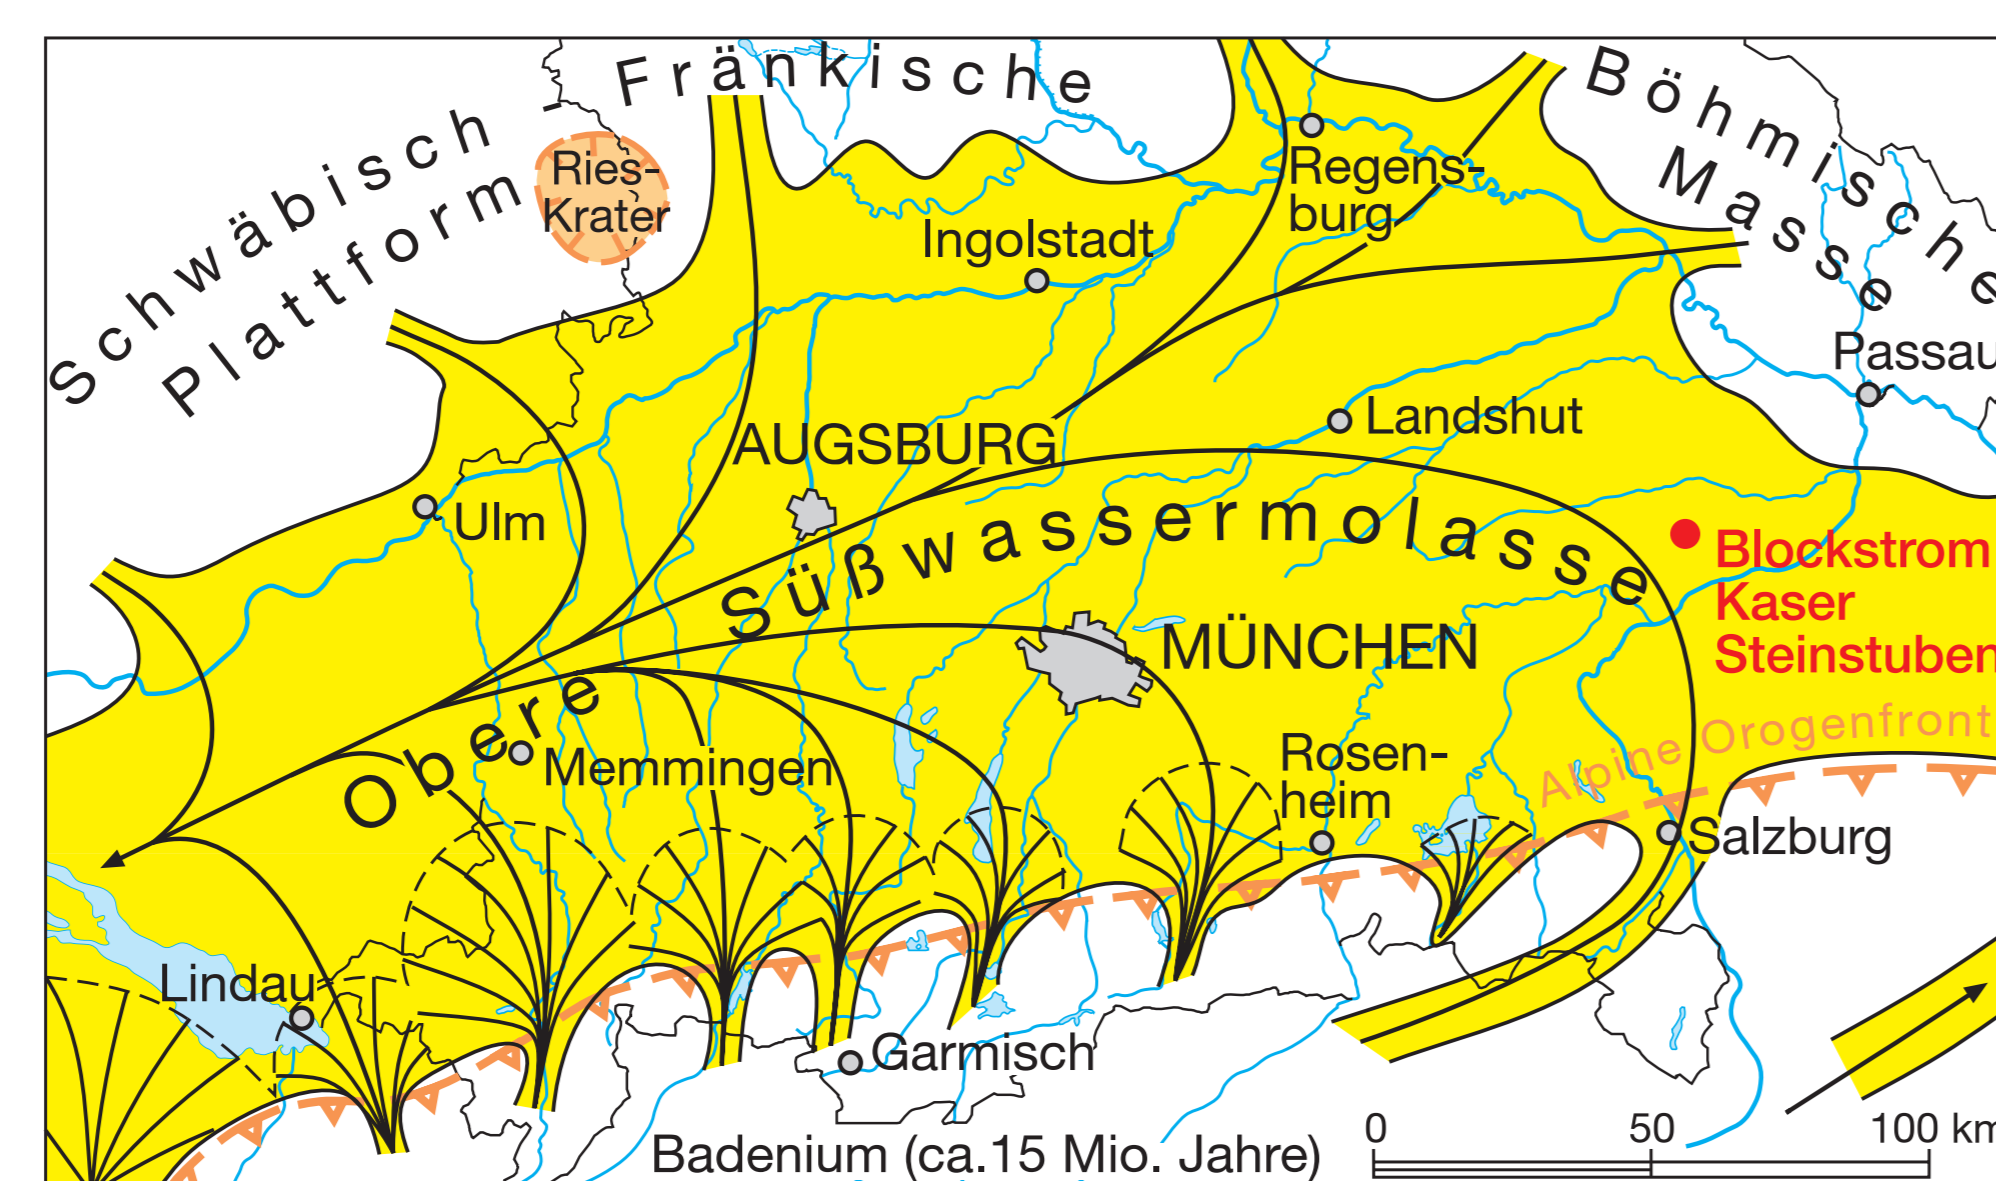 Schwäbisch - Fränkische
Plattform
Böhmische
Masse
Ries-
Krater
Regens-
burg
Ingolstadt
Passau
Landshut
AUGSBURG
Ulm
Obere Süßwassermolasse
Blockstrom
Kaser
Steinstuben
MÜNCHEN
Alpine Orogenfront
Memmingen
Rosen-
heim
Salzburg
Lindau
Garmisch
Badenium (ca.15 Mio. Jahre)
0 50 100 km